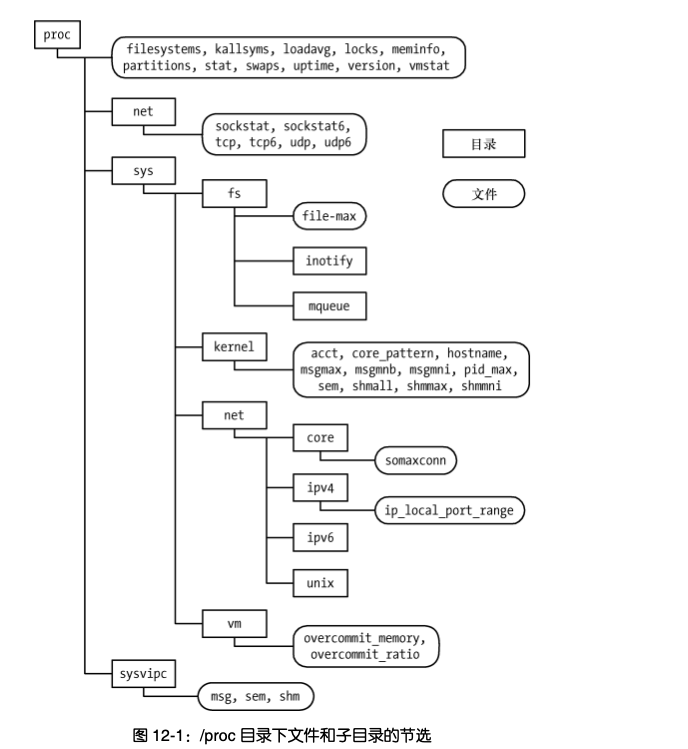 proc
filesystems, kallsyms, loadavg, locks, meminfo,
partitions, stat, swaps, uptime, version, vmstat
net
sockstat, sockstat6,
tcp, tcp6, udp, udp6
目录
sys
fs
文件
file-max
inotify
mqueue
kernel
acct, core_pattern, hostname,
msgmax, msgmnb, msgmni, pid_max,
sem, shmall, shmmax, shmmni
net
core
somaxconn
ipv4
ip_local_port_range
ipv6
unix
vm
overcommit_memory,
overcommit_ratio
sysvipc
msg, sem, shm
图 12-1：/proc 目录下文件和子目录的节选